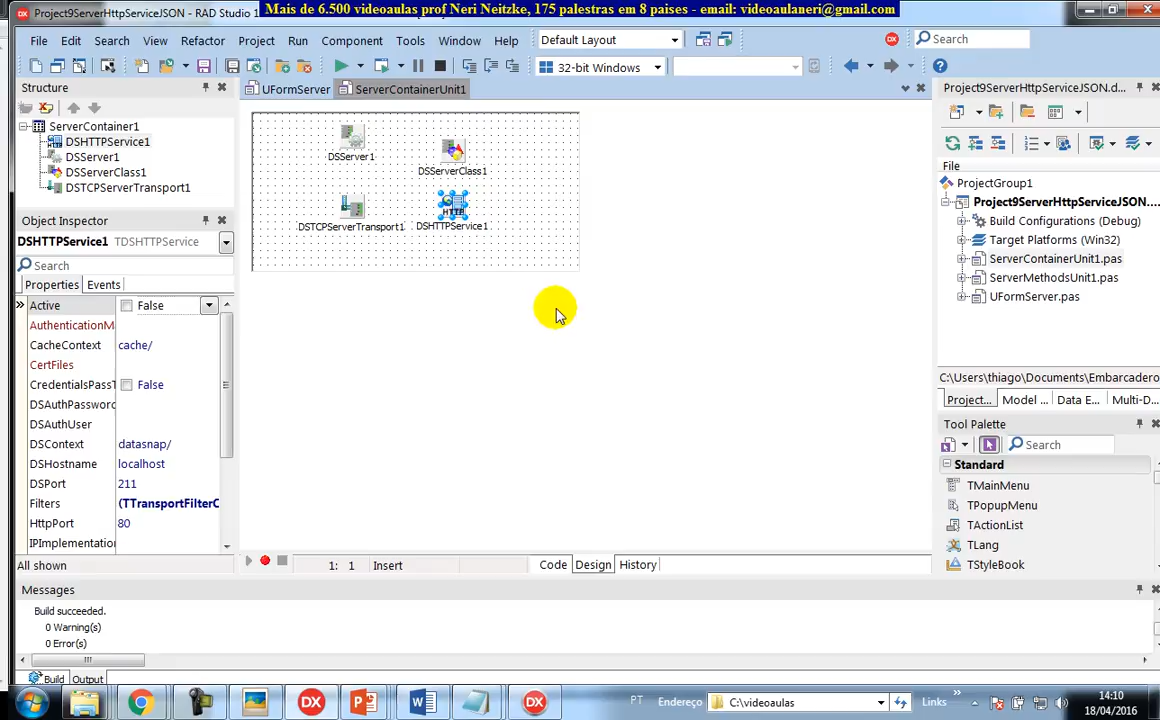 Project9ServerHttpServiceJSON - RAD Studio 1
Mais de 6.500 videoaulas prof Neri Neitzke, 175 palestras em 8 paises - email: videoaulaneri@gmail.com
File Edit Search View Refactor Project Run Component Tools Window Help
Default Layout
Search
32-bit Windows
Structure
ServerContainer1
DSHTTPService1
DSServer1
DSServerClass1
DSTCPServerTransport1
Object Inspector
DSHTTPService1 TDSHTTPService
Search
Properties Events
Active False
AuthenticationM
CacheContext cache/
CertFiles
CredentialsPassT False
DSAuthPassword
DSAuthUser
DSContext datasnap/
DSHostname localhost
DSPort 211
Filters (TTransportFilterC
HttpPort 80
IPImplementatio
All shown
UFormServer ServerContainerUnit1
DSServer1
DSServerClass1
DSTCPServerTransport1
HTTP
DSHTTPService1
1: 1 Insert
Code Design History
Project9ServerHttpServiceJSON.d...
File
ProjectGroup1
Project9ServerHttpServiceJSON....
Build Configurations (Debug)
Target Platforms (Win32)
ServerContainerUnit1.pas
ServerMethodsUnit1.pas
UFormServer.pas
C:\Users\thiago\Documents\Embarcadero
Project... Model ... Data E... Multi-D...
Tool Palette
Search
Standard
TMainMenu
TPopupMenu
TActionList
TLang
TStyleBook
Messages
Build succeeded.
0 Warning(s)
0 Error(s)
Build Output
DX
DX
PT
Endereço
C:\videoaulas
Links
14:10
18/04/2016